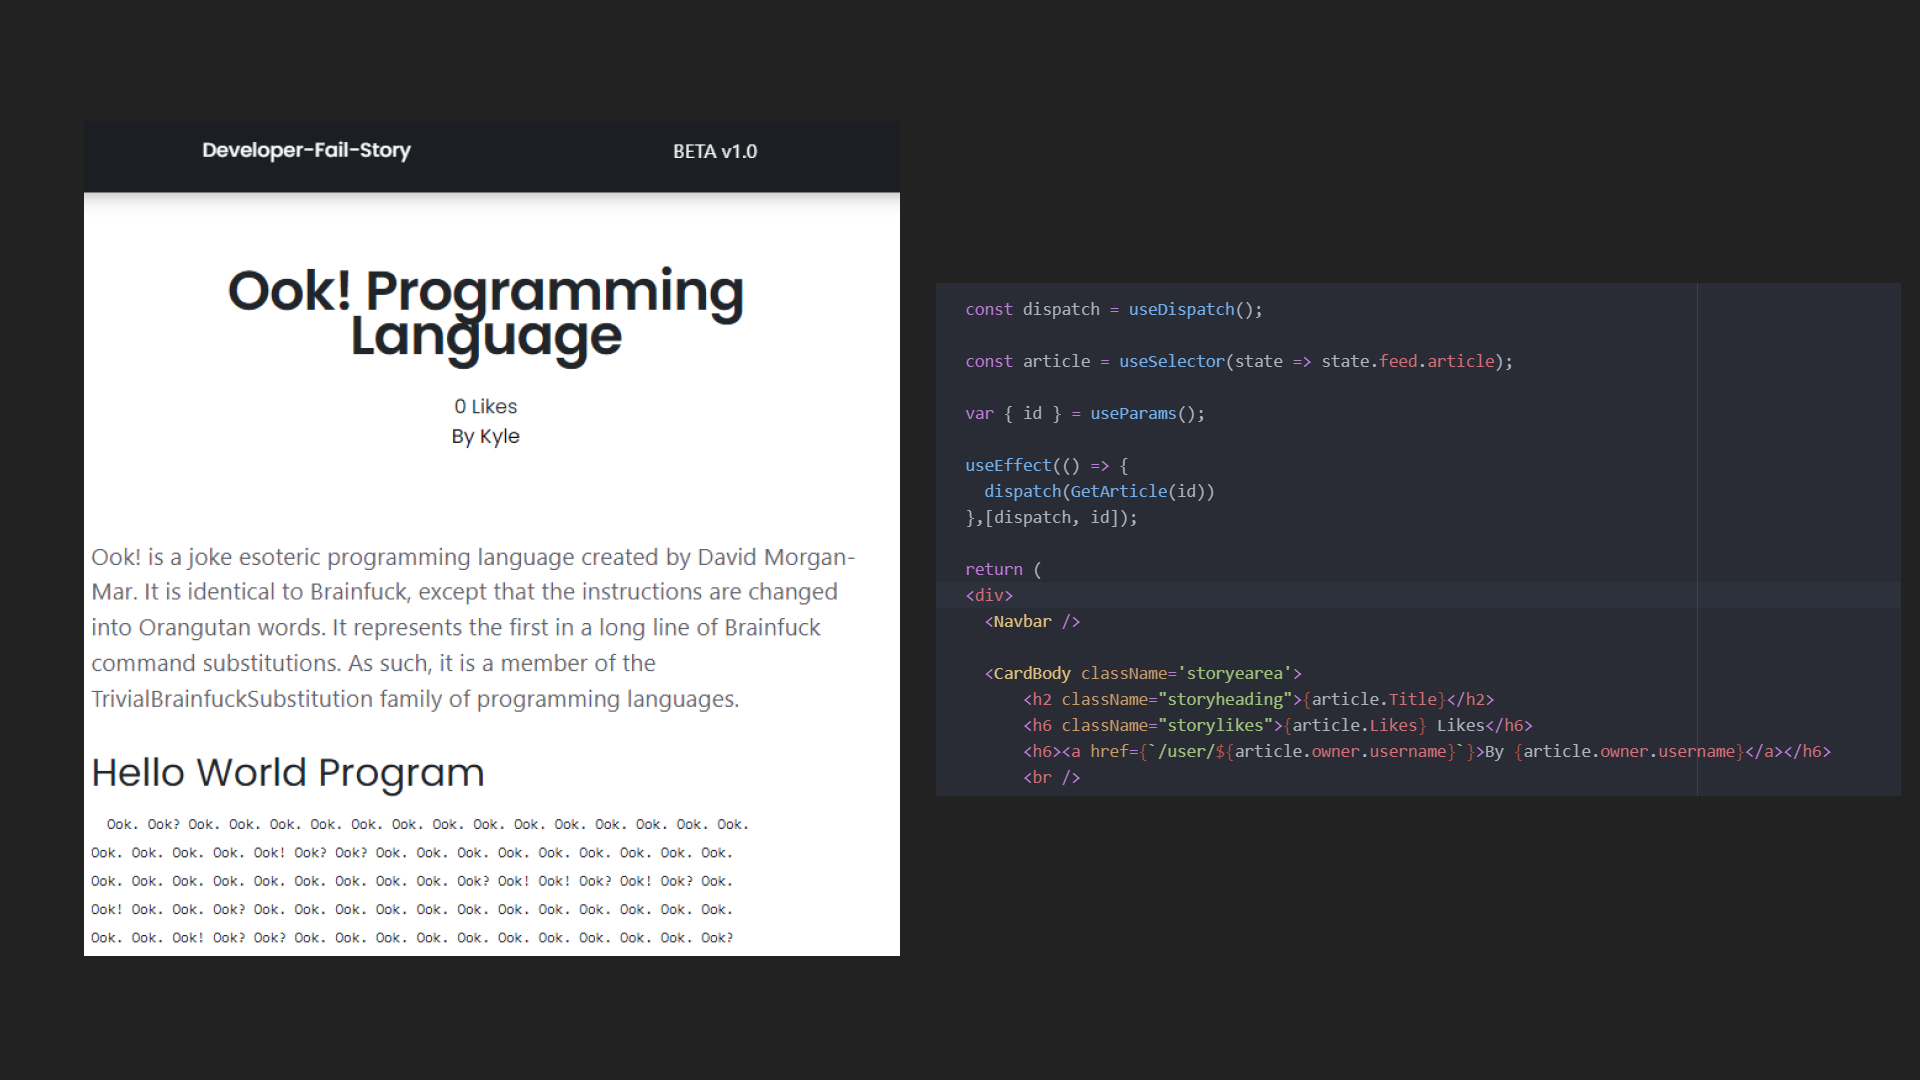 Developer-Fail-Story
BETA v1.0
Ook! Programming
Language
0 Likes
By Kyle
Ook! is a joke esoteric programming language created by David Morgan-
Mar. It is identical to Brainfuck, except that the instructions are changed
into Orangutan words. It represents the first in a long line of Brainfuck
command substitutions. As such, it is a member of the
TrivialBrainfuckSubstitution family of programming languages.
Hello World Program
Ook. Ook? Ook. Ook. Ook. Ook. Ook. Ook. Ook. Ook. Ook. Ook. Ook. Ook. Ook. Ook.
Ook. Ook. Ook. Ook. Ook! Ook? Ook? Ook. Ook. Ook. Ook. Ook. Ook. Ook. Ook. Ook.
Ook. Ook. Ook. Ook. Ook. Ook. Ook. Ook. Ook. Ook? Ook! Ook! Ook? Ook! Ook? Ook.
Ook! Ook. Ook. Ook? Ook. Ook. Ook. Ook. Ook. Ook. Ook. Ook. Ook. Ook. Ook. Ook.
Ook. Ook. Ook! Ook? Ook? Ook. Ook. Ook. Ook. Ook. Ook. Ook. Ook. Ook. Ook. Ook?
const dispatch = useDispatch();
const article = useSelector(state => state.feed.article);
var { id } = useParams();
useEffect(() => {
  dispatch(GetArticle(id))
},[dispatch, id]);
return (
<div>
  <Navbar />
  <CardBody className='storyearea'>
      <h2 className="storyheading">{article.Title}</h2>
      <h6 className="storylikes">{article.Likes} Likes</h6>
      <h6><a href={`/user/${article.owner.username}`}>By {article.owner.username}</a></h6>
      <br />